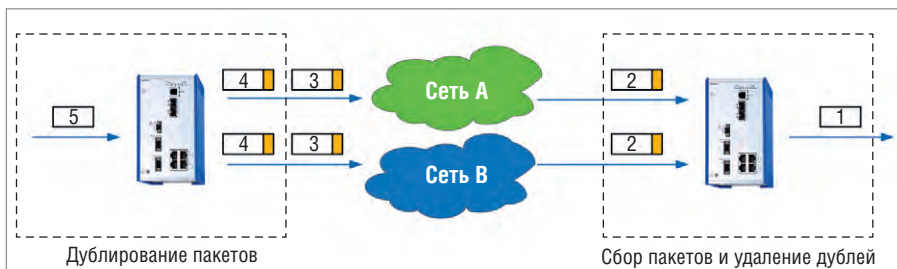 4 3 2
Сеть А
5 1
4 3 2
Сеть В
Дублирование пакетов
Сбор пакетов и удаление дублей